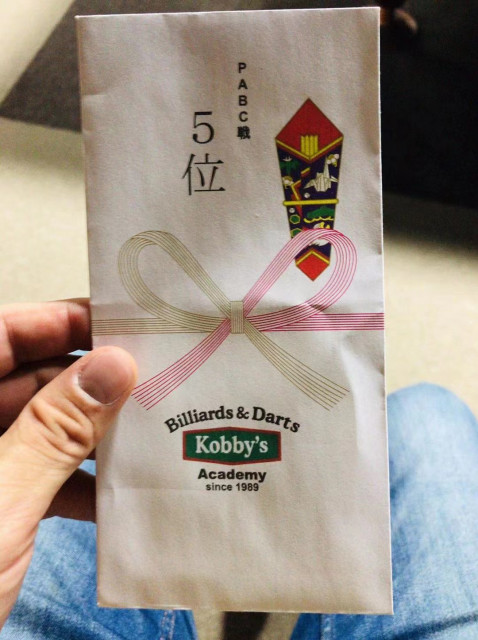 PABC戦
5位
Billiards & Darts
Kobby's
Academy
since 1989